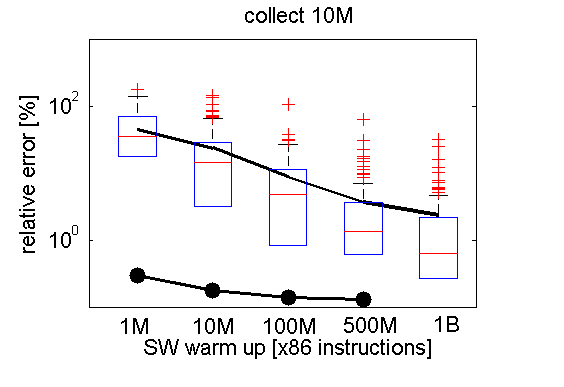 collect 10M
relative error [%]
10²
10⁰
1M 10M 100M 500M 1B
SW warm up [x86 instructions]